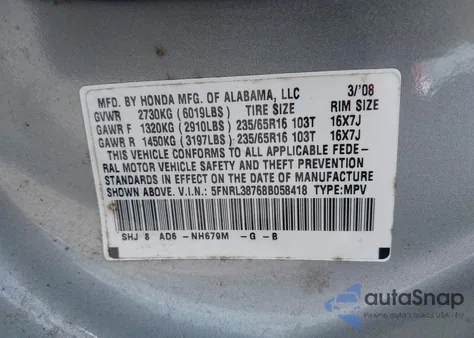 MFD. BY HONDA MFG. OF ALABAMA, LLC 3/'08
GVWR 2730KG (6019LBS) TIRE SIZE RIM SIZE
GAWR F 1320KG (2910LBS) 235/65R16 103T 16X7J
GAWR R 1450KG (3197LBS) 235/65R16 103T 16X7J
THIS VEHICLE CONFORMS TO ALL APPLICABLE FEDE-
RAL MOTOR VEHICLE SAFETY AND THEFT PREVENTION
STANDARDS IN EFFECT ON THE DATE OF MANUFACTURE
SHOWN ABOVE. V.I.N.: 5FNRL38768B058418 TYPE:MPV
SHJ 8 AD6 -NH679M -G -B
autoSnap